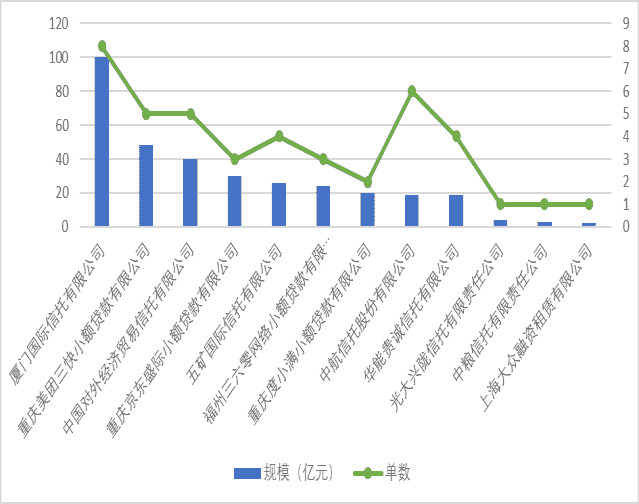 120
100
80
60
40
20
0
9
8
7
6
5
4
3
2
1
0
厦门国际信托有限公司
重庆美团三快小额贷款有限公司
中国对外经济贸易信托有限公司
重庆京东盛际小额贷款有限公司
五矿国际信托有限公司
福州三六零网络小额贷款有限…
重庆度小满小额贷款有限公司
中航信托股份有限公司
华能贵诚信托有限公司
光大兴陇信托有限责任公司
中粮信托有限责任公司
上海大众融资租赁有限公司
规模（亿元） 单数